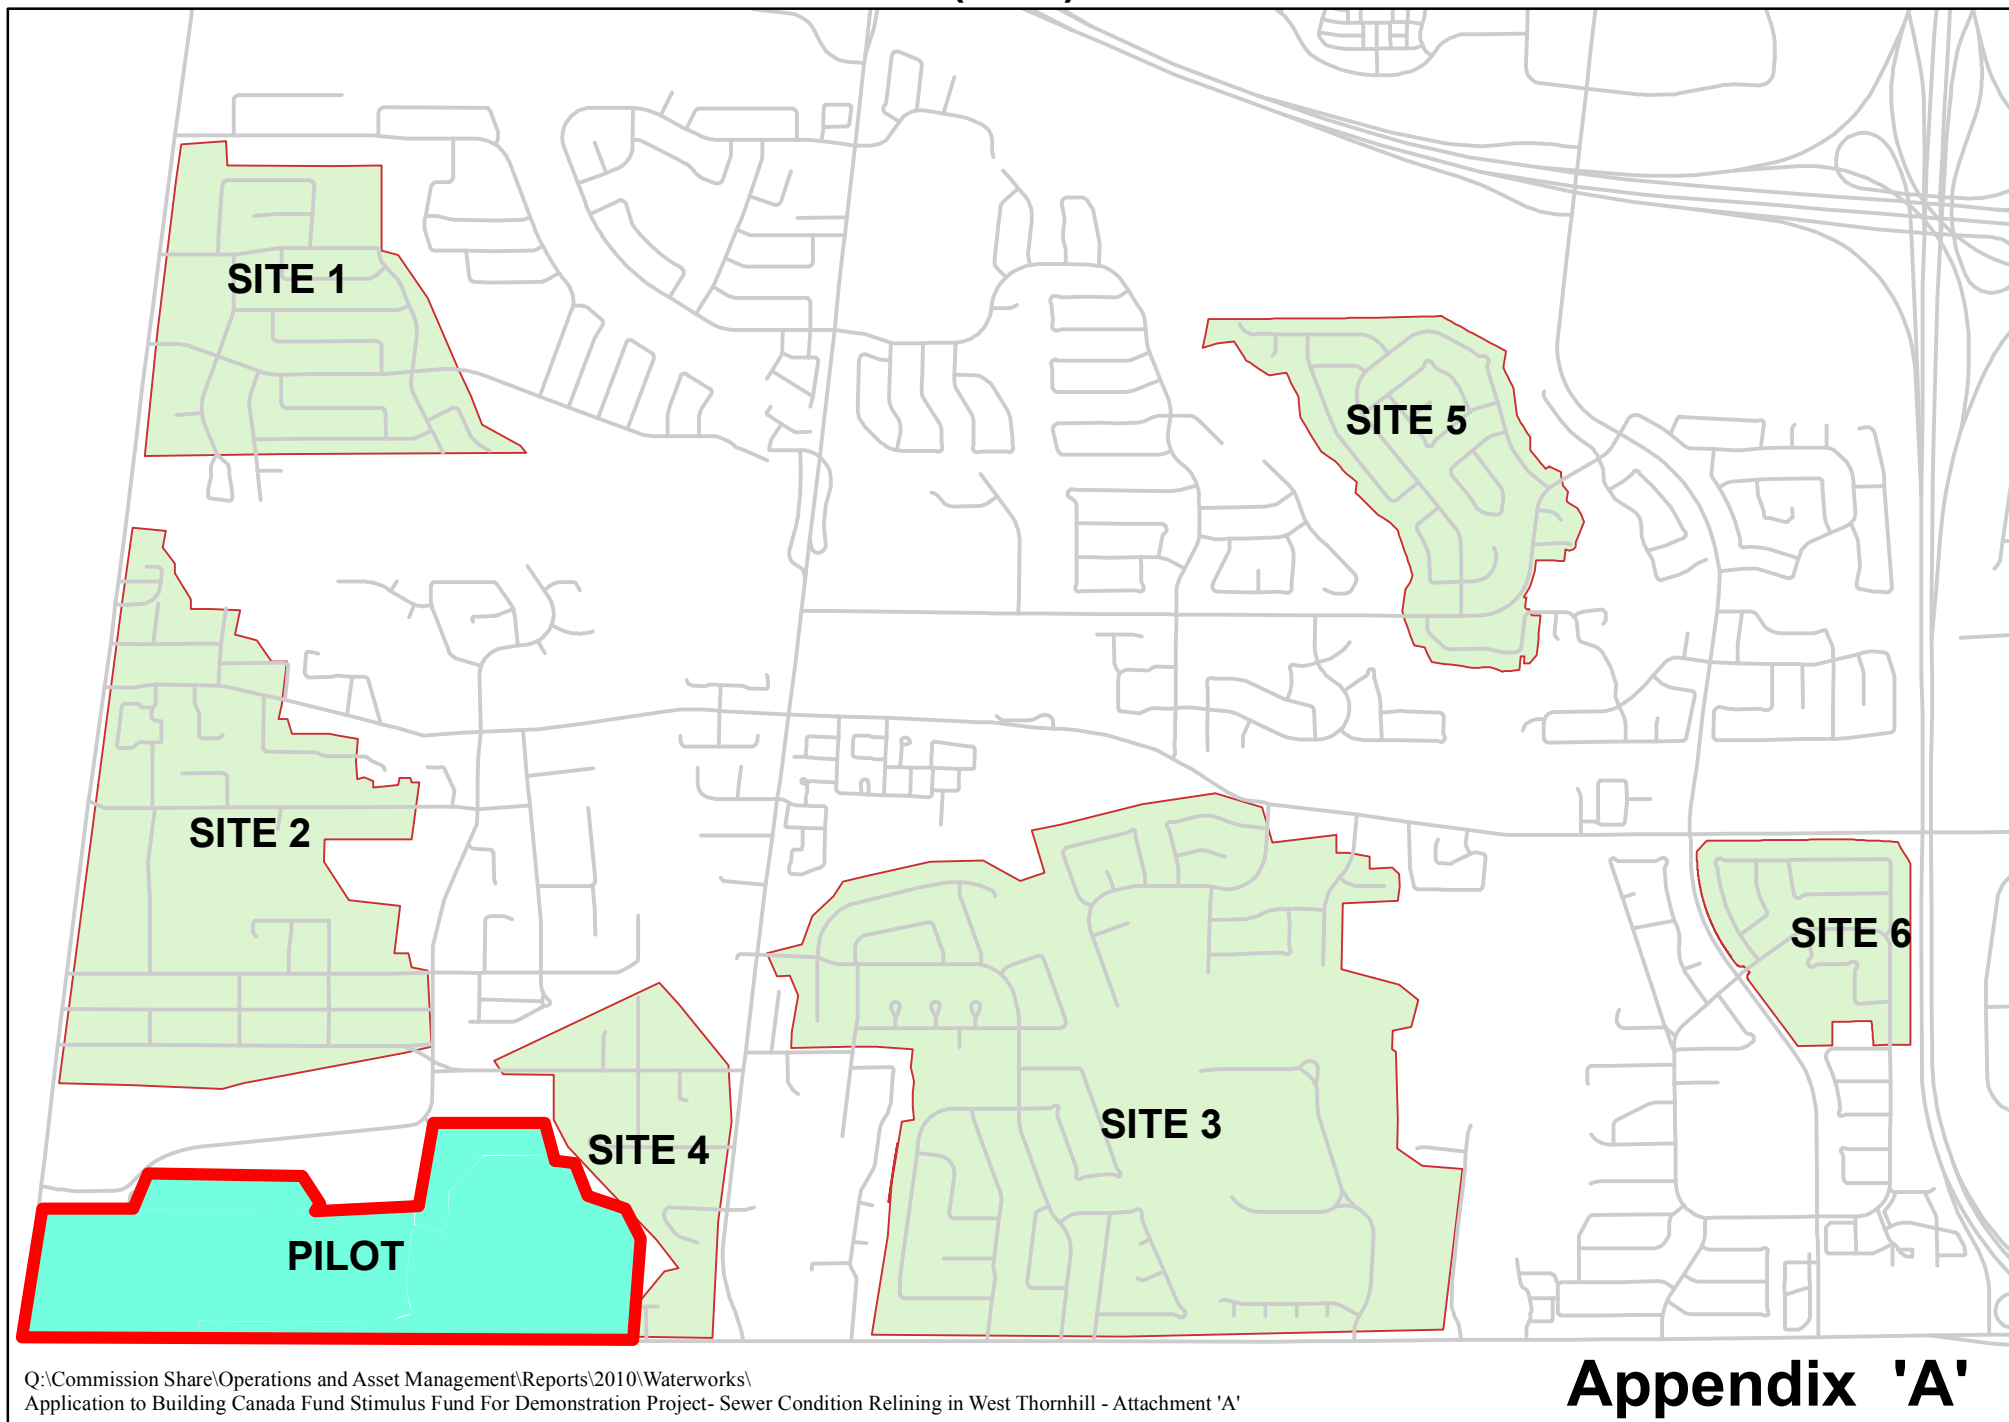 SITE 1
SITE 5
SITE 2
SITE 6
SITE 3
SITE 4
PILOT
Q:\Commission Share\Operations and Asset Management\Reports\2010\Waterworks\
Application to Building Canada Fund Stimulus Fund For Demonstration Project- Sewer Condition Relining in West Thornhill - Attachment 'A'
Appendix 'A'